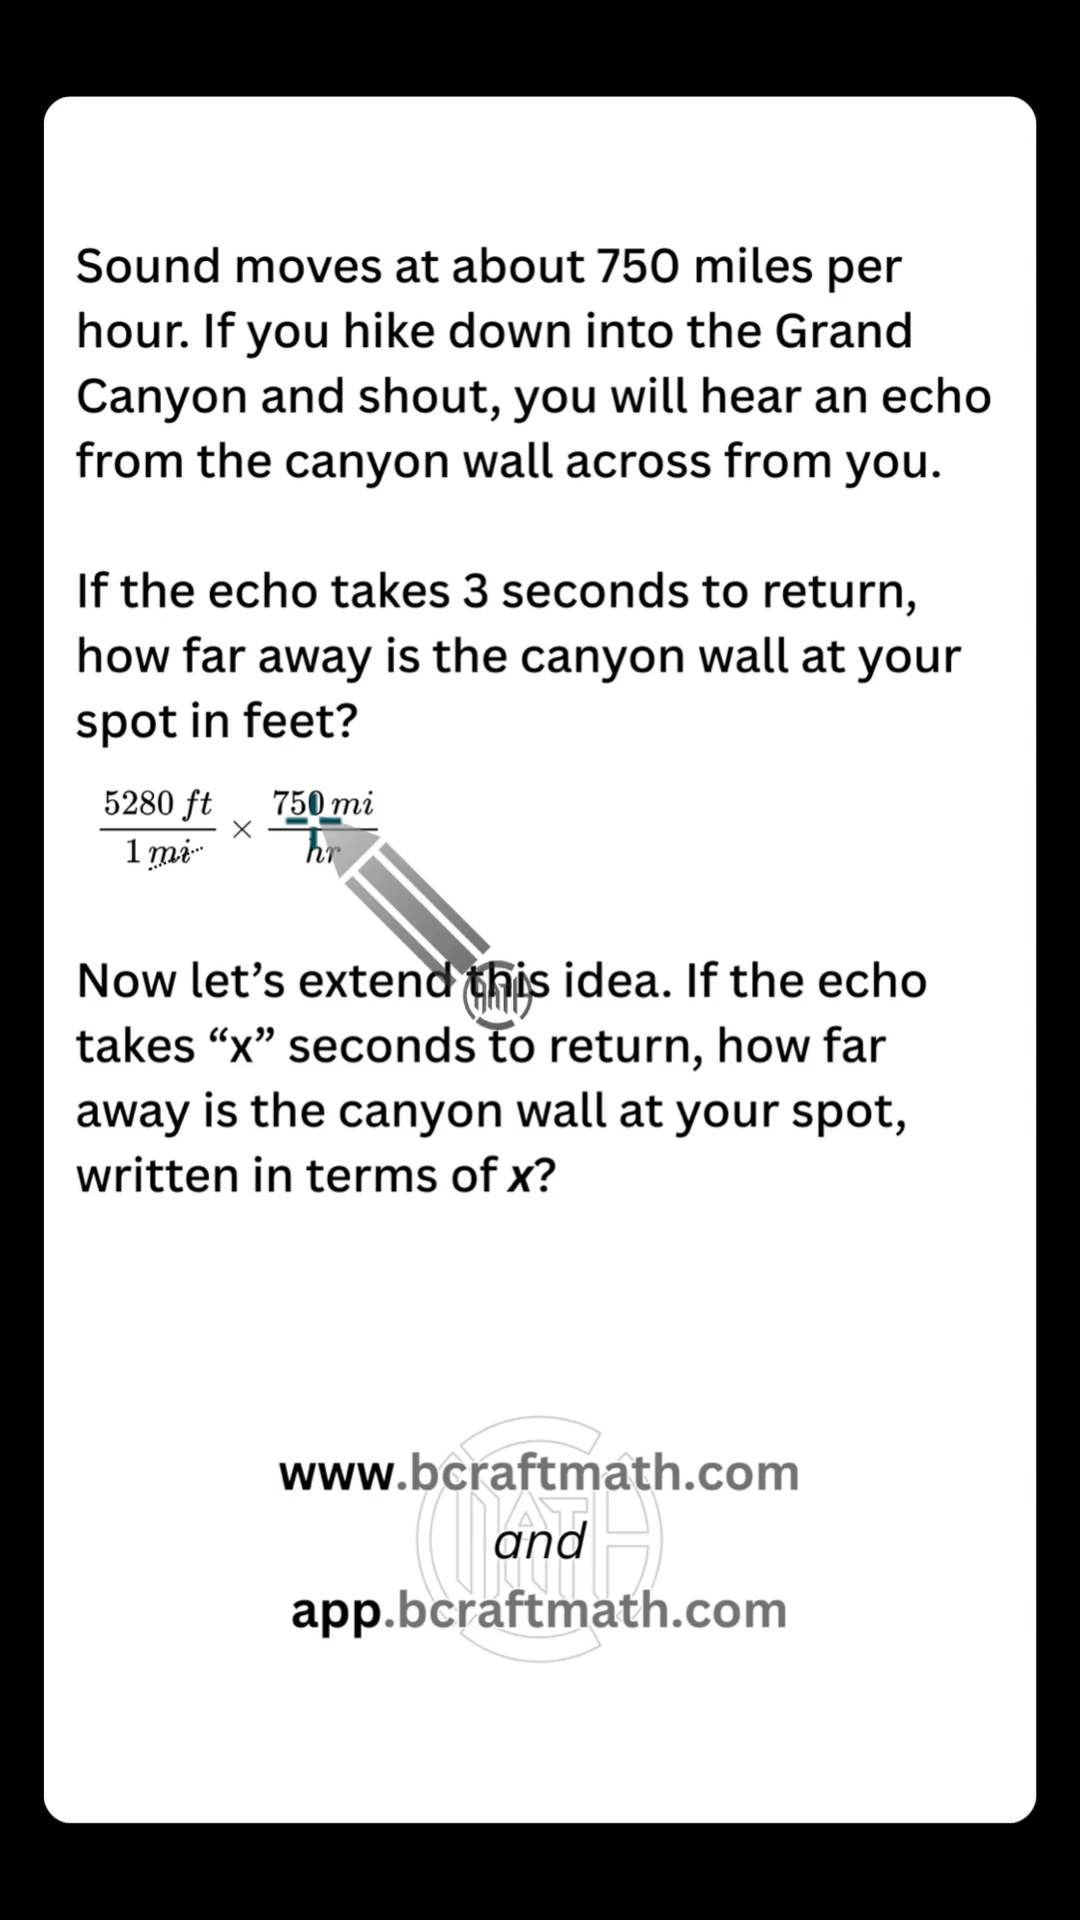 Sound moves at about 750 miles per
hour. If you hike down into the Grand
Canyon and shout, you will hear an echo
from the canyon wall across from you.
If the echo takes 3 seconds to return,
how far away is the canyon wall at your
spot in feet?
5280 ft / 1 mi × 750 mi / hr
Now let’s extend this idea. If the echo
takes “x” seconds to return, how far
away is the canyon wall at your spot,
written in terms of x?
www.bcraftmath.com
and
app.bcraftmath.com
MATH